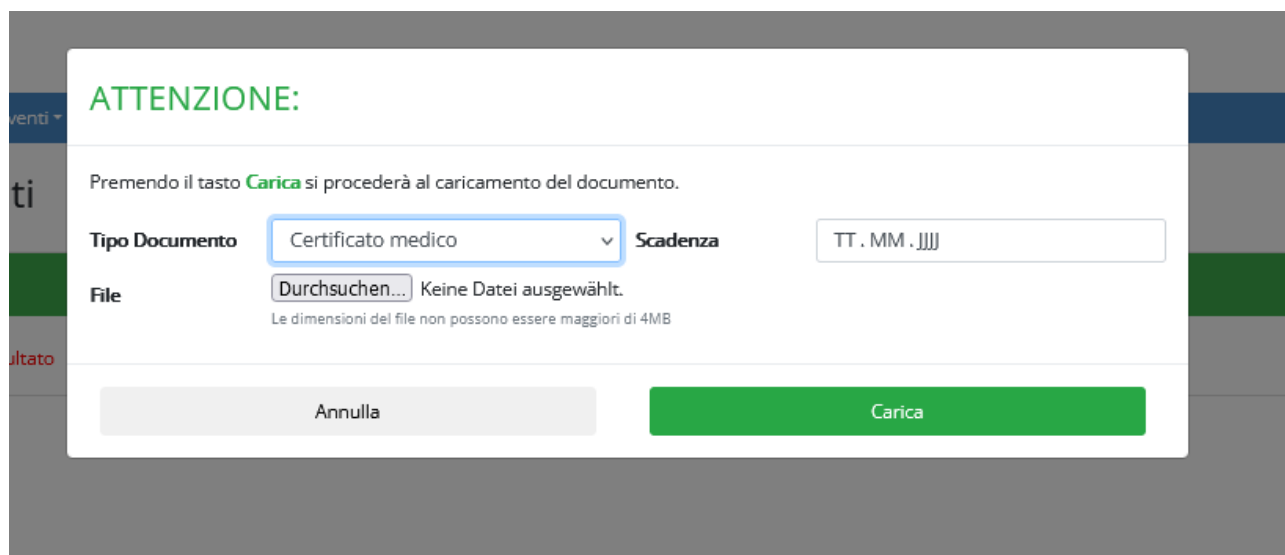 ATTENZIONE:
venti
ti
Premendo il tasto Carica si procederà al caricamento del documento.
Tipo Documento Certificato medico Scadenza TT.MM.JJJJ
File Durchsuchen... Keine Datei ausgewählt.
Le dimensioni del file non possono essere maggiori di 4MB
ultato
Annulla Carica